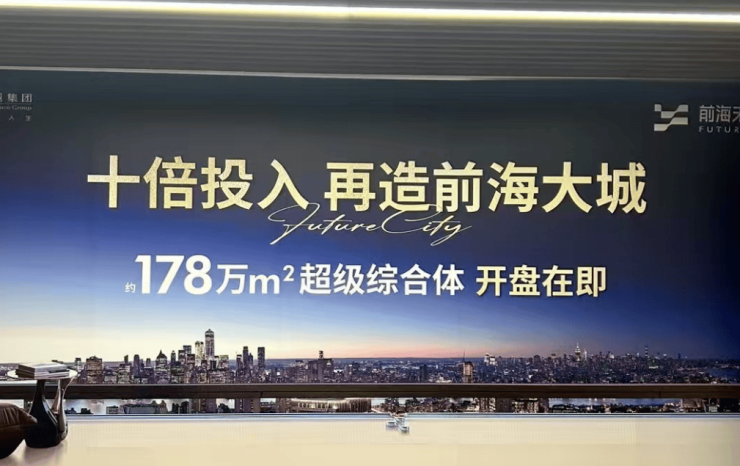 集团
前海
FUTUR
十倍投入 再造前海大城
Future City
约178万m²超级综合体 开盘在即